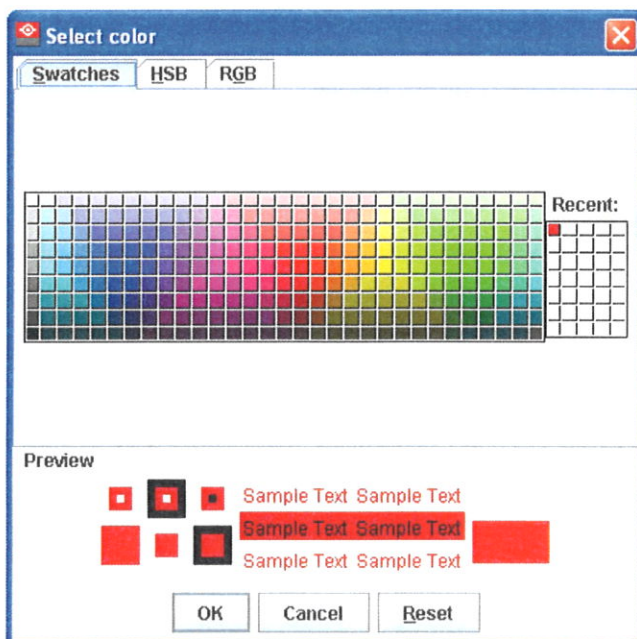 Select color
Swatches HSB RGB
Recent:
Preview
Sample Text Sample Text
Sample Text Sample Text
Sample Text Sample Text
OK Cancel Reset